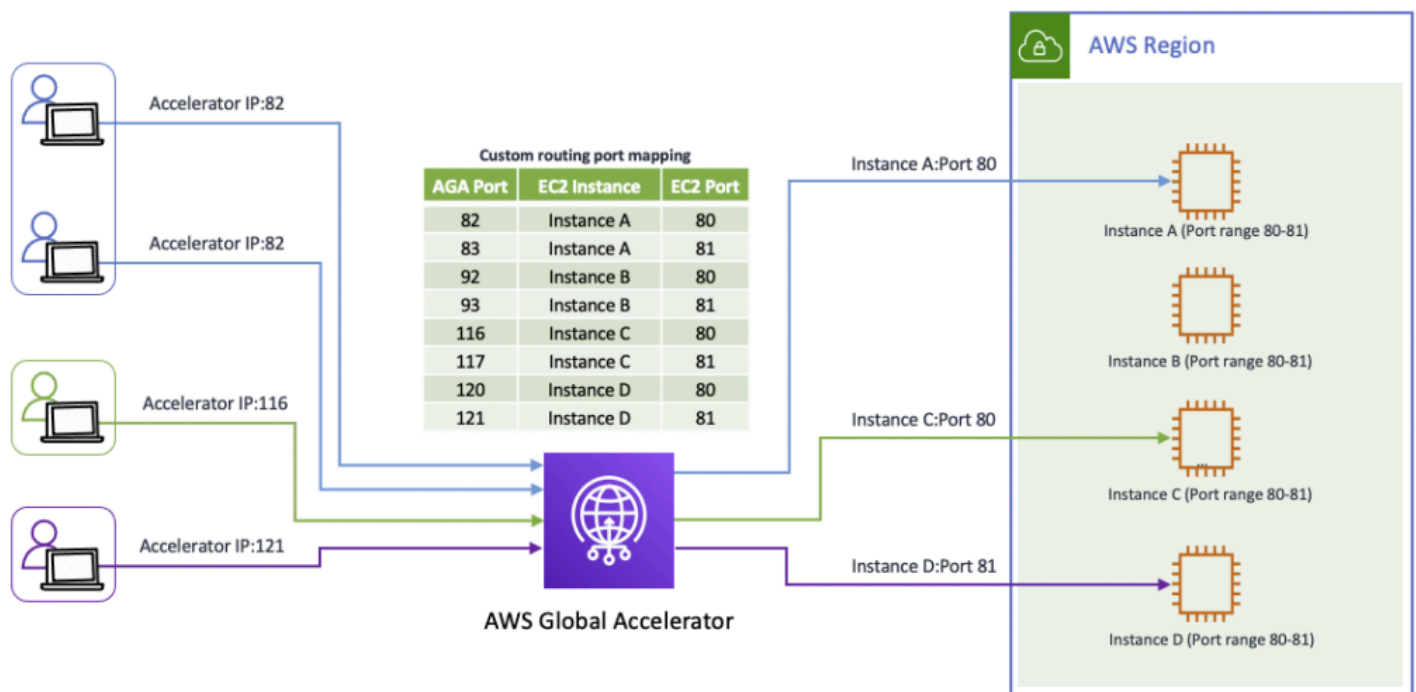 AWS Region
Accelerator IP:82
Accelerator IP:82
Accelerator IP:116
Accelerator IP:121
Custom routing port mapping
AGA Port EC2 Instance EC2 Port
82 Instance A 80
83 Instance A 81
92 Instance B 80
93 Instance B 81
116 Instance C 80
117 Instance C 81
120 Instance D 80
121 Instance D 81
AWS Global Accelerator
Instance A:Port 80
Instance C:Port 80
Instance D:Port 81
Instance A (Port range 80-81)
Instance B (Port range 80-81)
...
Instance C (Port range 80-81)
Instance D (Port range 80-81)